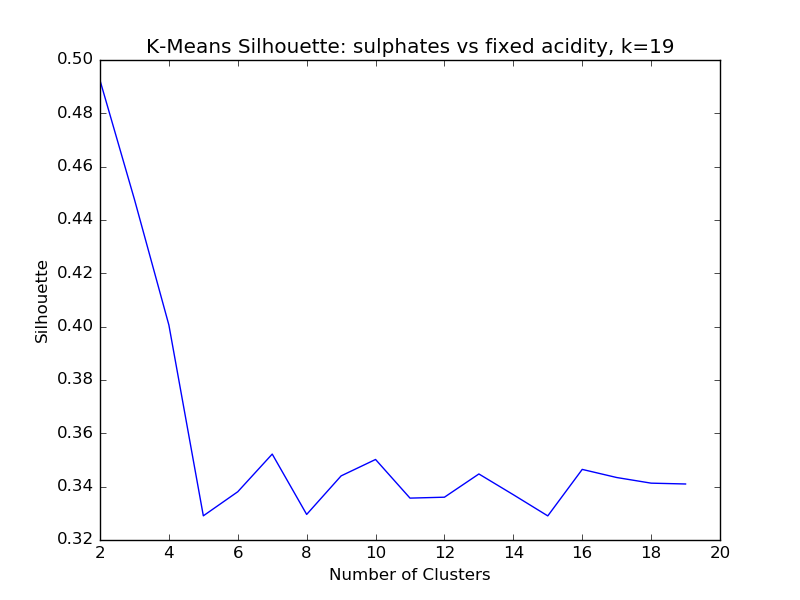 K-Means Silhouette: sulphates vs fixed acidity, k=19
0.50
0.48
0.46
0.44
0.42
0.40
0.38
0.36
0.34
0.32
Silhouette
2 4 6 8 10 12 14 16 18 20
Number of Clusters